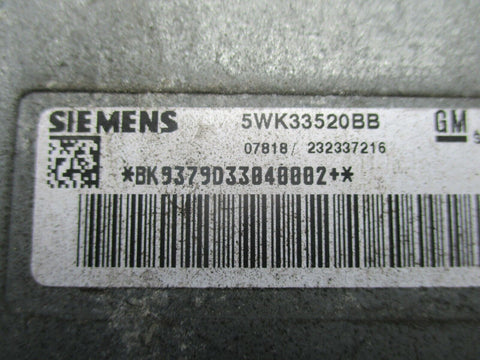 SIEMENS 5WK33520BB GM
07818 / 232337216
*BK9379D33040002+*